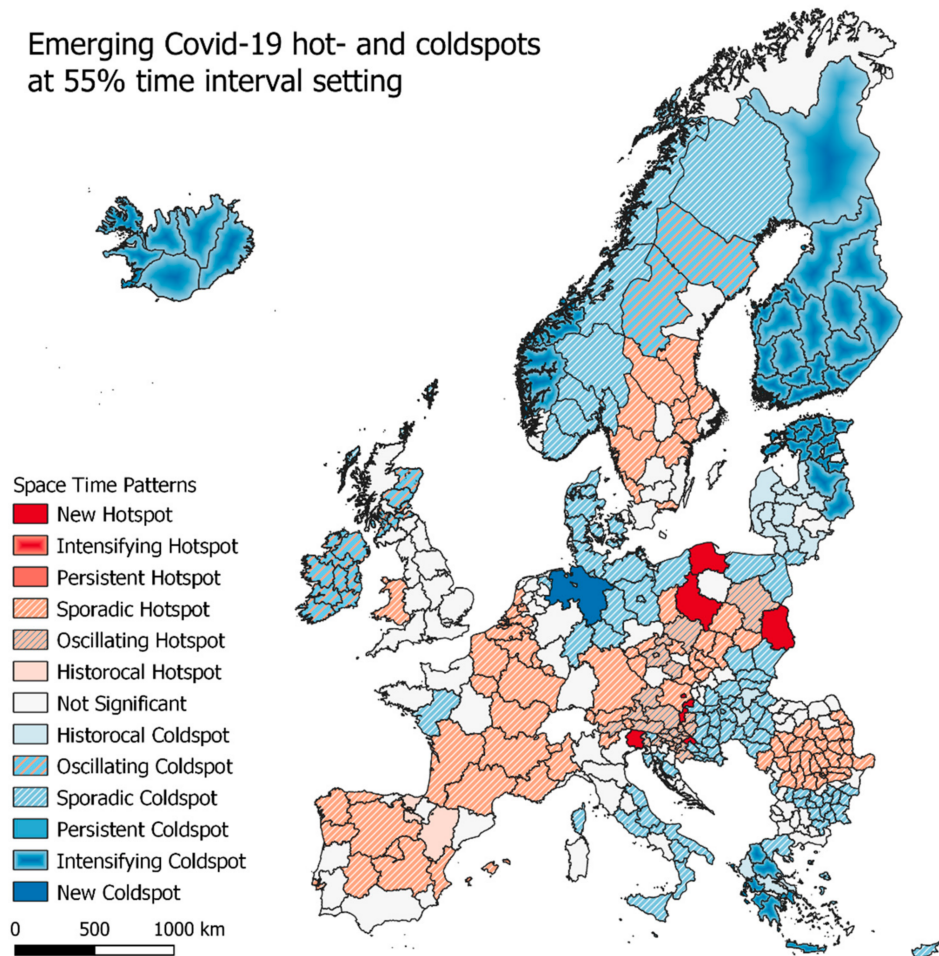 Emerging Covid-19 hot- and coldspots
at 55% time interval setting
Space Time Patterns
New Hotspot
Intensifying Hotspot
Persistent Hotspot
Sporadic Hotspot
Oscillating Hotspot
Historocal Hotspot
Not Significant
Historocal Coldspot
Oscillating Coldspot
Sporadic Coldspot
Persistent Coldspot
Intensifying Coldspot
New Coldspot
0 500 1000 km